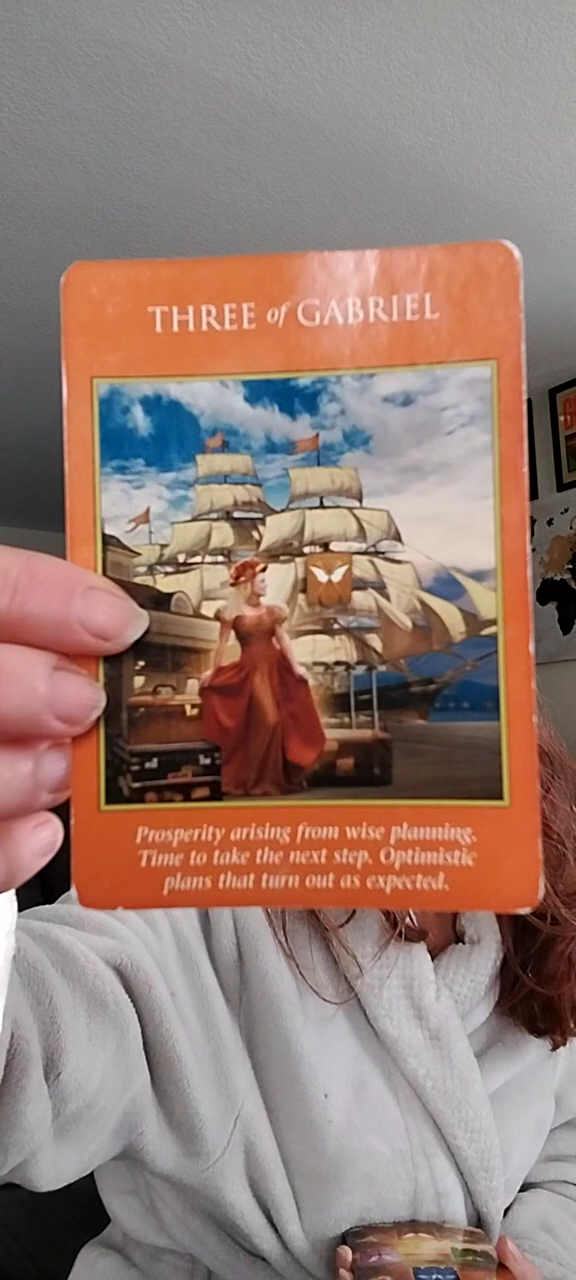 THREE of GABRIEL
Prosperity arising from wise planning.
Time to take the next step. Optimistic
plans that turn out as expected.